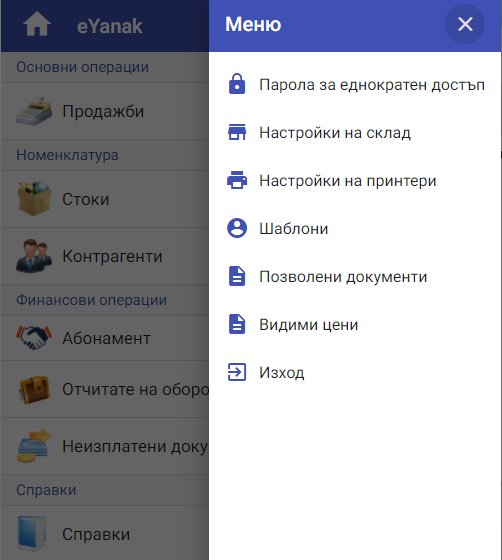 eYanak
Основни операции
Продажби
Номенклатура
Стоки
Контрагенти
Финансови операции
Абонамент
Отчитате на оборо
Неизплатени доку
Справки
Справки
Меню
Парола за еднократен достъп
Настройки на склад
Настройки на принтери
Шаблони
Позволени документи
Видими цени
Изход